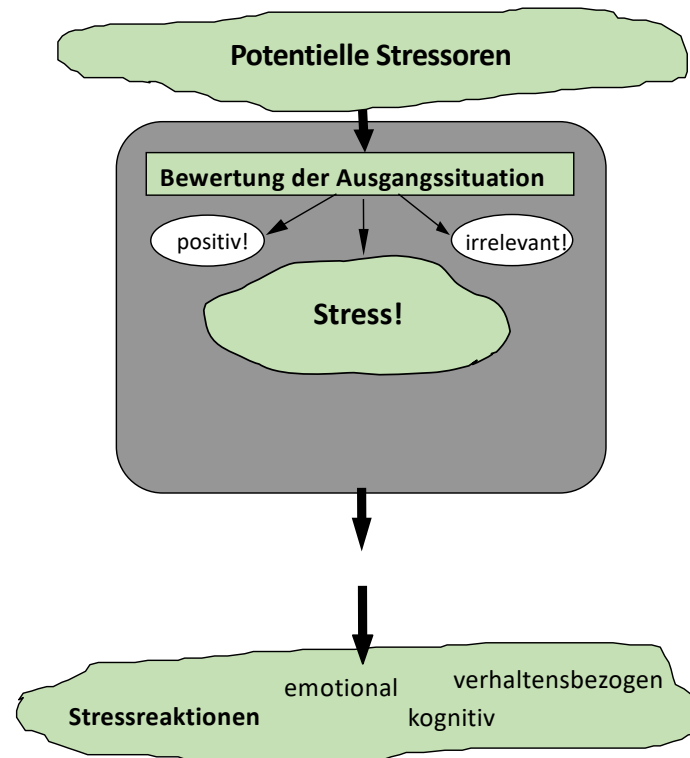 Potentielle Stressoren
Bewertung der Ausgangssituation
positiv!
irrelevant!
Stress!
emotional
verhaltensbezogen
Stressreaktionen
kognitiv